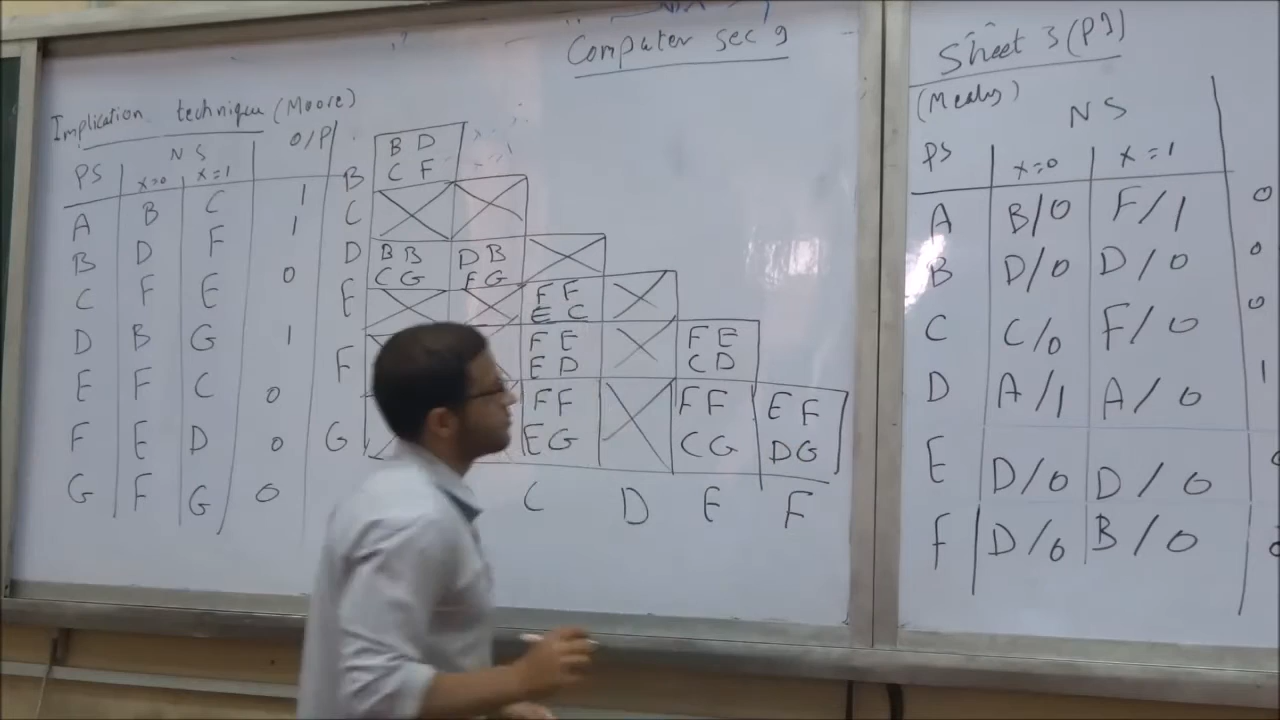 Computer sec 9
Implication technique (Moore)
PS NS O/P
x=0 x=1
A B C 1
B D F 1
C F E 0
D B G 1
E F C 0
F E D 0
G F G 0
B B D
C F
C
D B B D B
C G F G
E F F
E C
F F E F E
E D C D
G F F F F E F
E G C G D G
C D E F
Sheet 3 (P1)
(Mealy)
PS NS
x=0 x=1
A B/0 F/1 0
B D/0 D/0 0
C C/0 F/0 0
D A/1 A/0 1
E D/0 D/0
F D/0 B/0